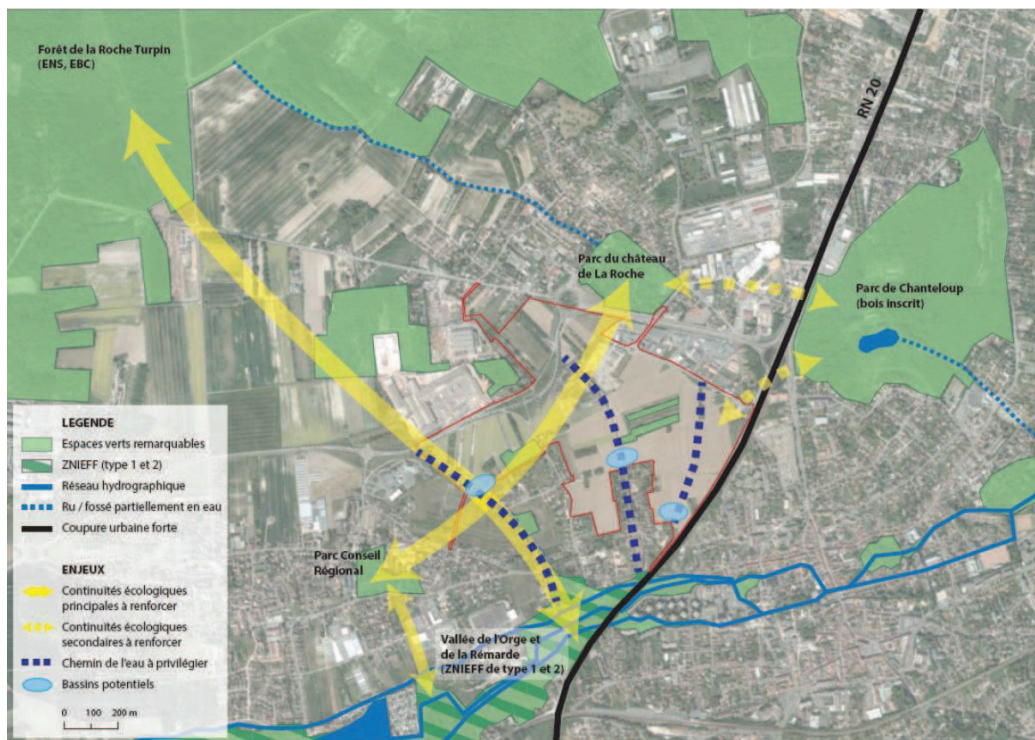 Forêt de la Roche Turpin
(ENS, EBC)
RN 20
Parc du château
de La Roche
Parc de Chanteloup
(bois inscrit)
Parc Conseil
Régional
Vallée de l'Orge et
de la Rémarde
(ZNIEFF de type 1 et 2)
LEGENDE
Espaces verts remarquables
ZNIEFF (type 1 et 2)
Réseau hydrographique
Ru / fossé partiellement en eau
Coupure urbaine forte
ENJEUX
Continuités écologiques
principales à renforcer
Continuités écologiques
secondaires à renforcer
Chemin de l'eau à privilégier
Bassins potentiels
0 100 200 m